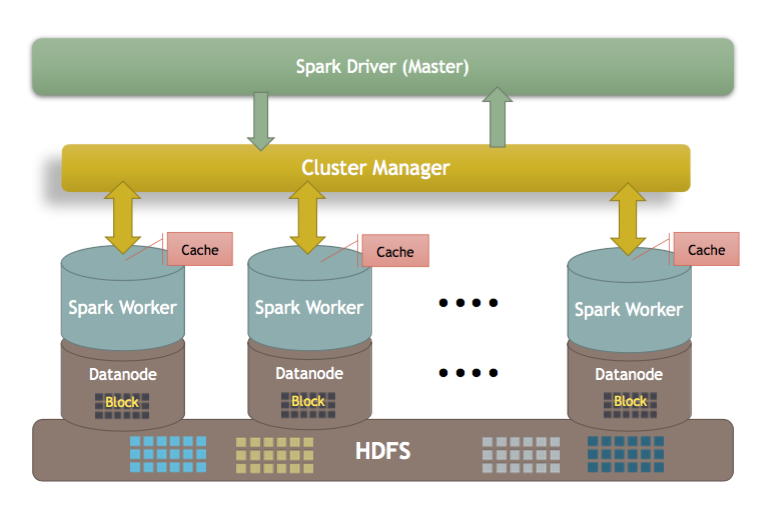 Spark Driver (Master)
Cluster Manager
Cache
Cache
Cache
Spark Worker
Spark Worker
Spark Worker
Datanode
Datanode
Datanode
Block
Block
Block
HDFS